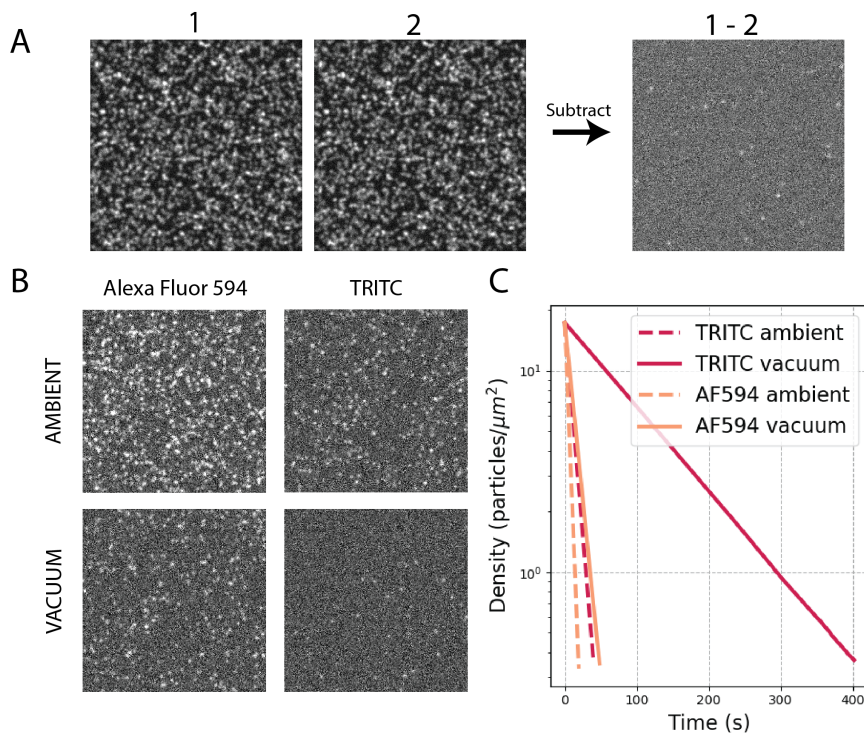 A
1
2
1 - 2
Subtract
B
Alexa Fluor 594
TRITC
AMBIENT
VACUUM
C
TRITC ambient
TRITC vacuum
AF594 ambient
AF594 vacuum
Density (particles/μm²)
10¹
10⁰
0
100
200
300
400
Time (s)